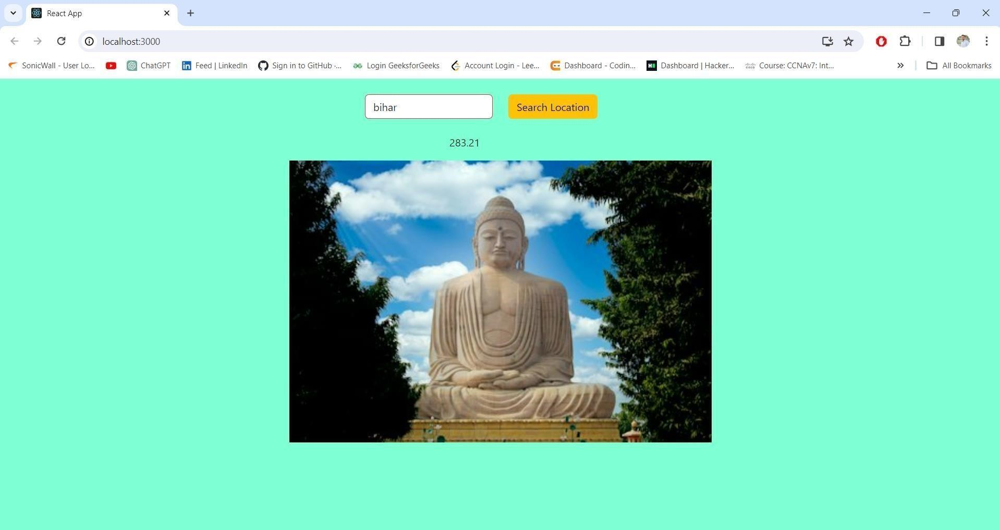 React App
localhost:3000
SonicWall - User Lo... ChatGPT Feed | LinkedIn Sign in to GitHub ·... Login GeeksforGeeks Account Login - Lee... Dashboard - Codin... Dashboard | Hacker... Course: CCNAv7: Int... All Bookmarks
bihar Search Location
283.21